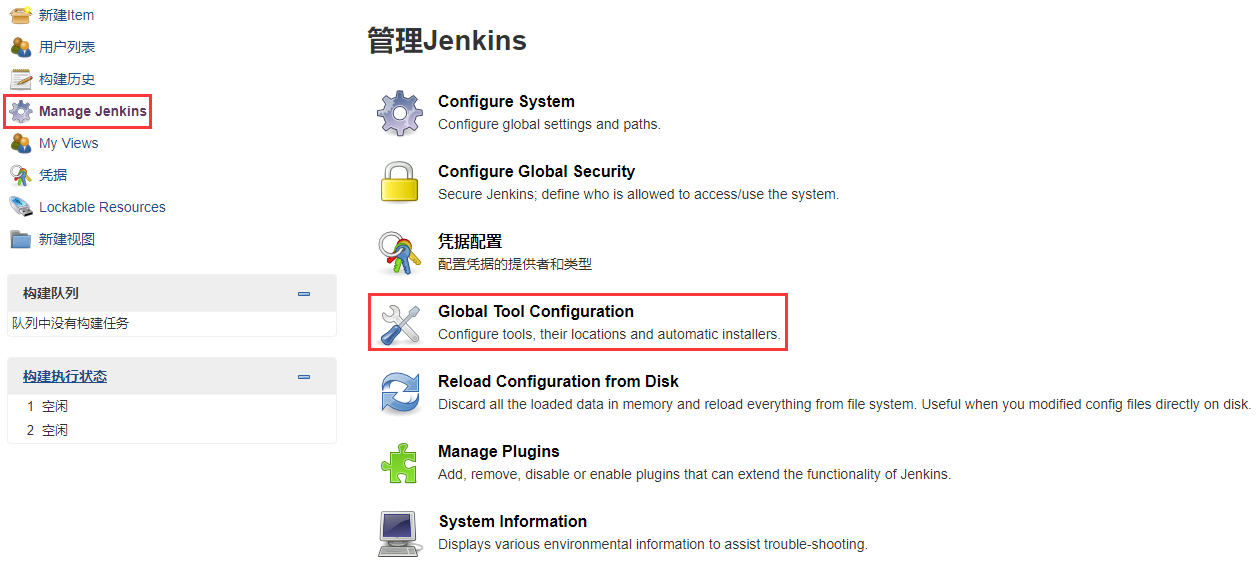 新建Item
用户列表
构建历史
Manage Jenkins
My Views
凭据
Lockable Resources
新建视图
构建队列
队列中没有构建任务
构建执行状态
1 空闲
2 空闲
管理Jenkins
Configure System
Configure global settings and paths.
Configure Global Security
Secure Jenkins; define who is allowed to access/use the system.
凭据配置
配置凭据的提供者和类型
Global Tool Configuration
Configure tools, their locations and automatic installers.
Reload Configuration from Disk
Discard all the loaded data in memory and reload everything from file system. Useful when you modified config files directly on disk.
Manage Plugins
Add, remove, disable or enable plugins that can extend the functionality of Jenkins.
System Information
Displays various environmental information to assist trouble-shooting.